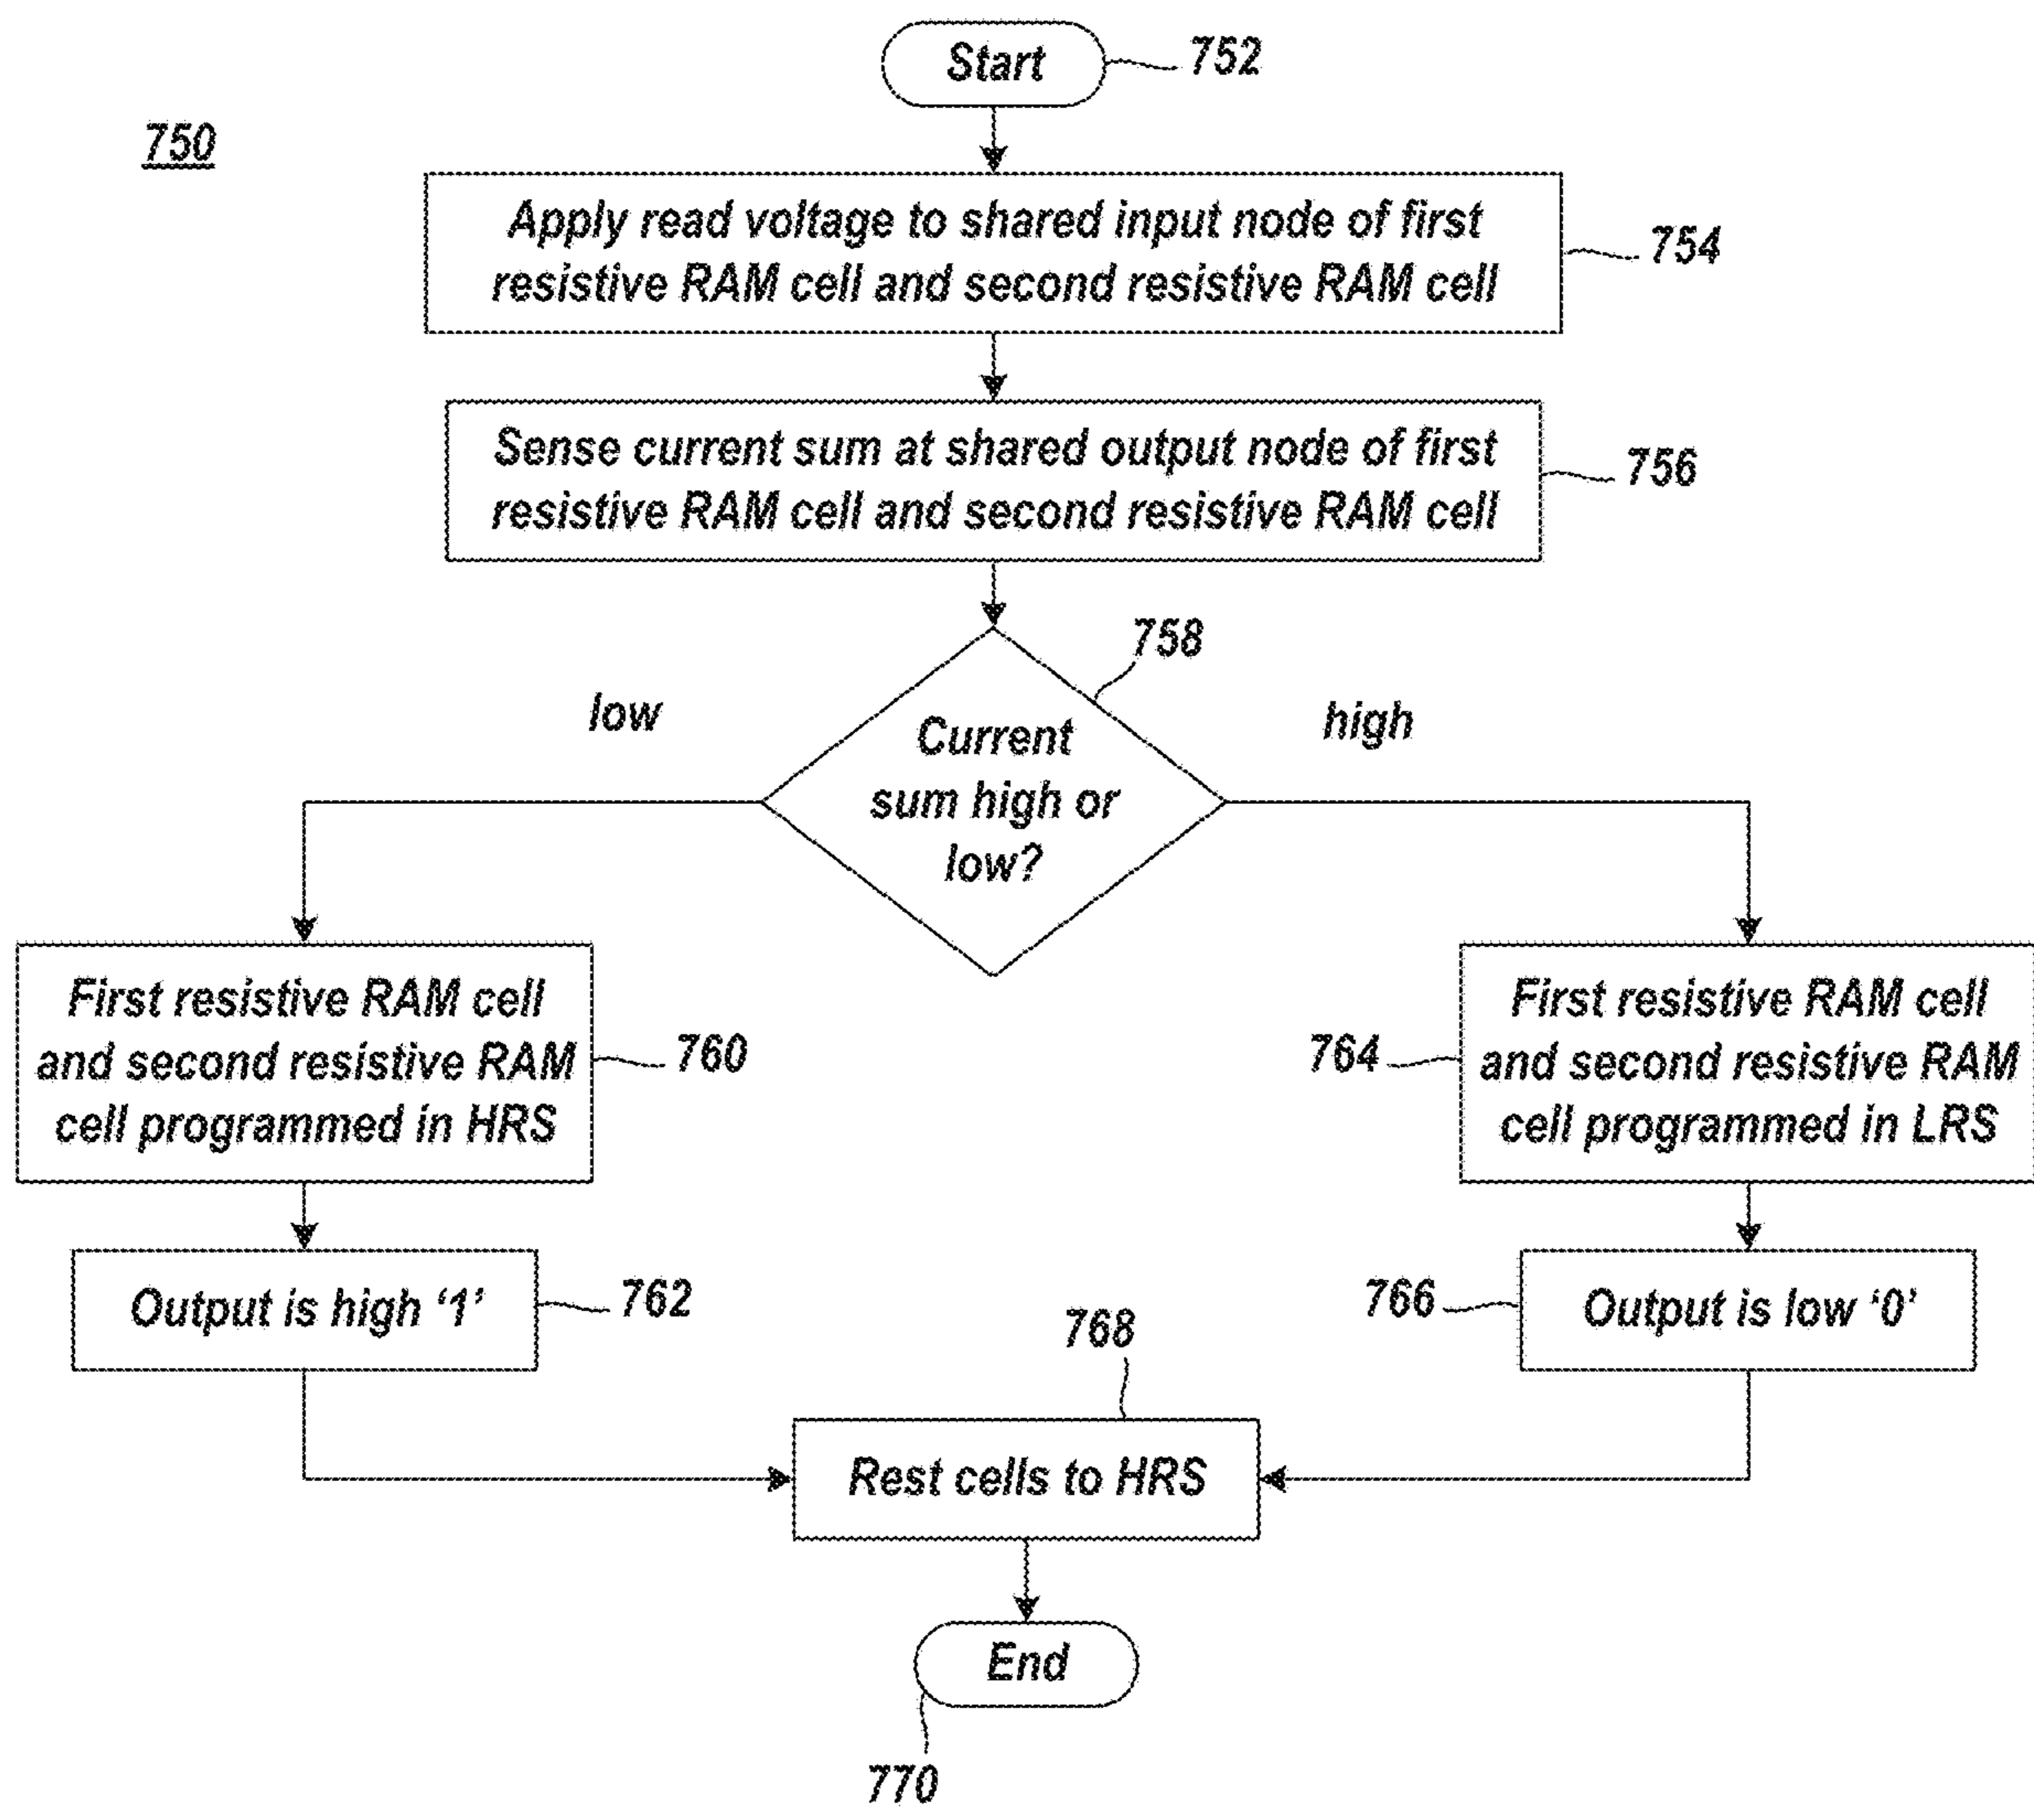 Start
752
750
Apply read voltage to shared input node of first
resistive RAM cell and second resistive RAM cell
754
Sense current sum at shared output node of first
resistive RAM cell and second resistive RAM cell
756
758
low
high
Current
sum high or
low?
First resistive RAM cell
and second resistive RAM
cell programmed in HRS
760
764
First resistive RAM cell
and second resistive RAM
cell programmed in LRS
Output is high ‘1’
762
766
Output is low ‘0’
768
Rest cells to HRS
End
770